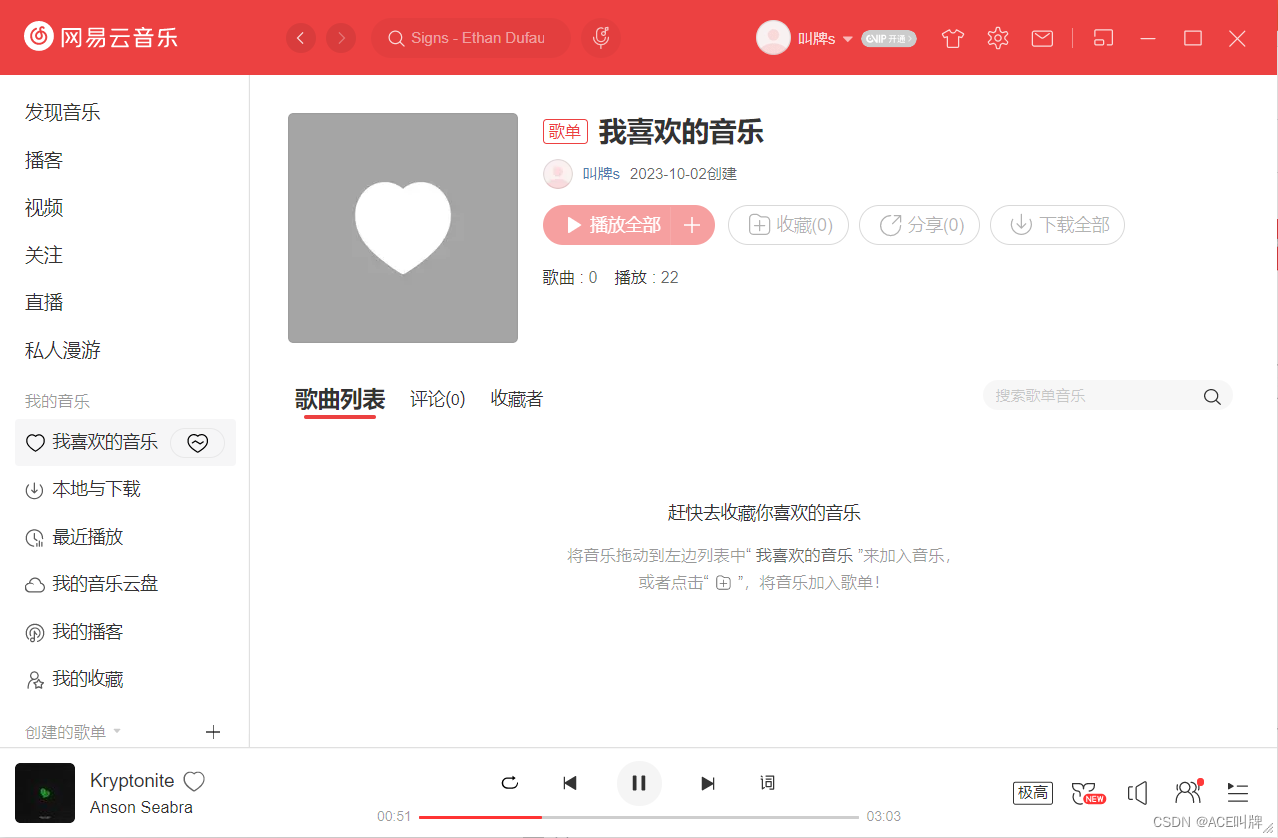 网易云音乐
Signs - Ethan Dufau
叫牌s
VIP 开通
发现音乐
播客
视频
关注
直播
私人漫游
我的音乐
我喜欢的音乐
本地与下载
最近播放
我的音乐云盘
我的播客
我的收藏
创建的歌单
歌单 我喜欢的音乐
叫牌s 2023-10-02创建
播放全部 收藏(0) 分享(0) 下载全部
歌曲 : 0 播放 : 22
歌曲列表 评论(0) 收藏者
搜索歌单音乐
赶快去收藏你喜欢的音乐
将音乐拖动到左边列表中“ 我喜欢的音乐 ”来加入音乐，
或者点击“ ”，将音乐加入歌单！
Kryptonite
Anson Seabra
词
00:51 03:03
极高
NEW
CSDN @ACE叫牌